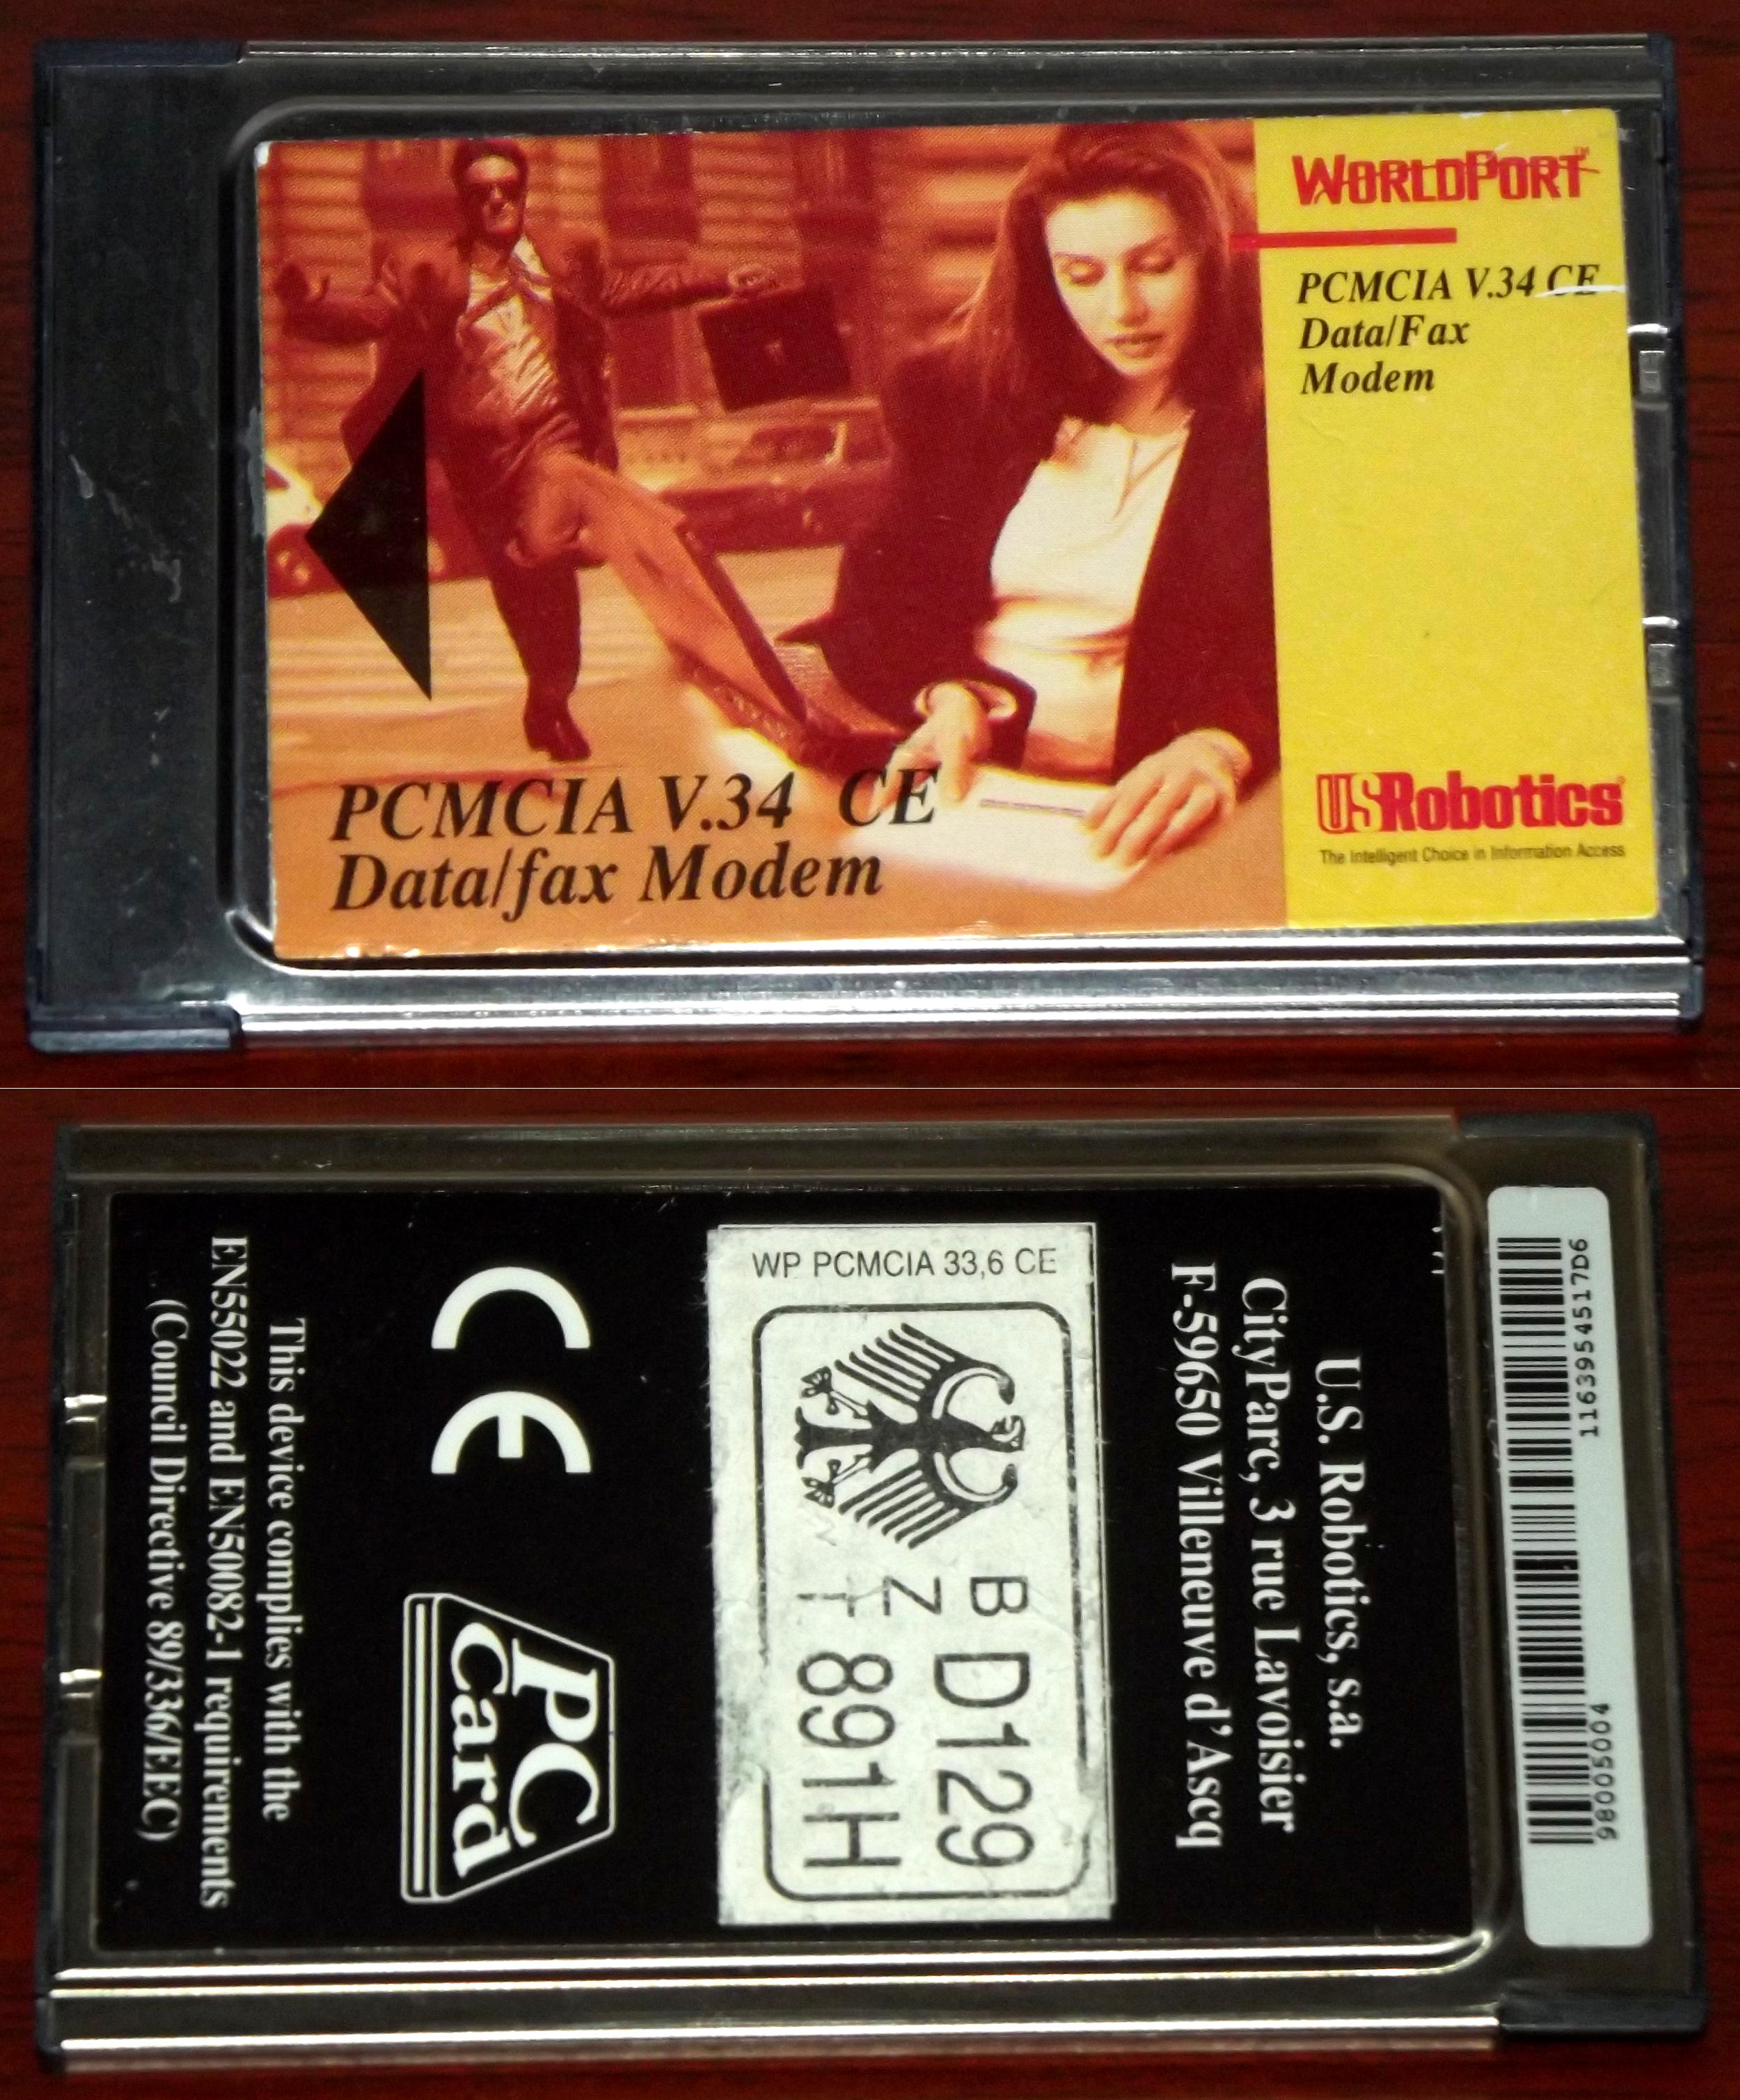 WORLDPORT™
PCMCIA V.34 CE
Data/Fax
Modem
PCMCIA V.34 CE
Data/fax Modem
USRobotics®
The Intelligent Choice in Information Access
1163954517D6
98005004
U.S. Robotics, s.a.
CityParc, 3 rue Lavoisier
F-59650 Villeneuve d'Ascq
WP PCMCIA 33,6 CE
B D129
Z
891H
CE
PC
Card
This device complies with the
EN55022 and EN50082-1 requirements
(Council Directive 89/336/EEC)